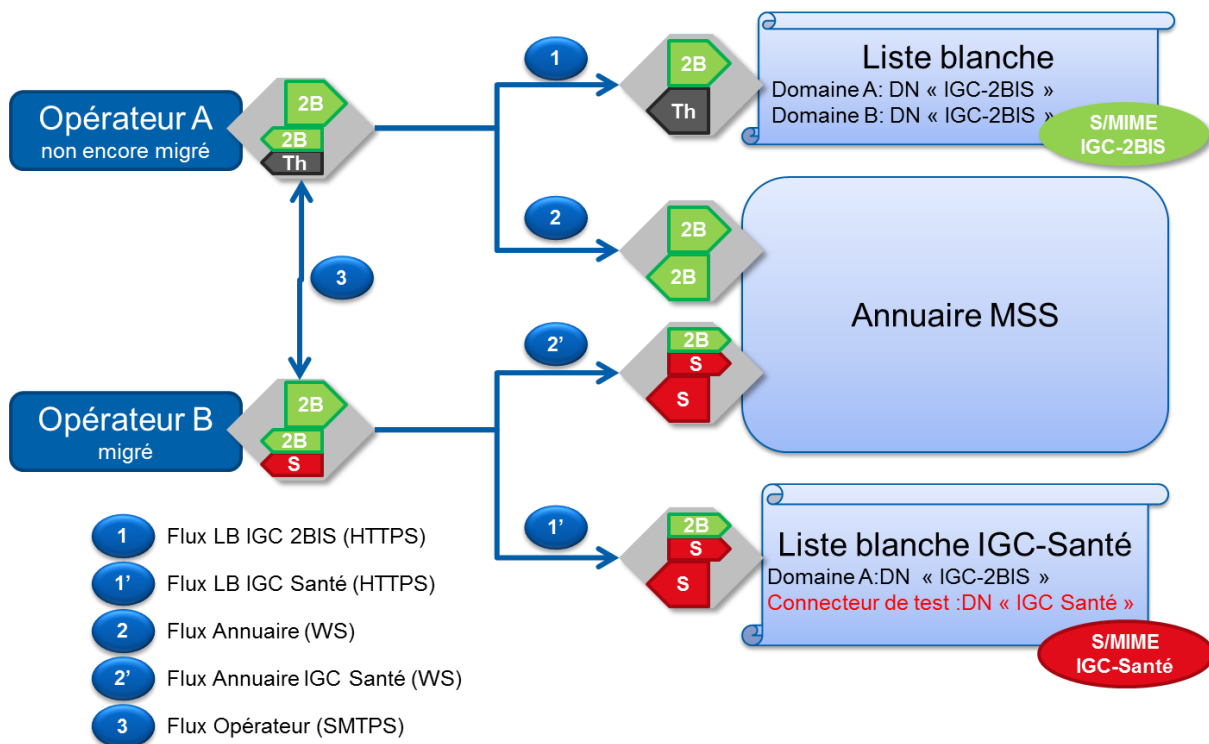 Opérateur A
non encore migré
2B
2B
Th
1
2B
Th
Liste blanche
Domaine A: DN « IGC-2BIS »
Domaine B: DN « IGC-2BIS »
S/MIME
IGC-2BIS
2
2B
2B
Annuaire MSS
3
2’
2B
S
S
Opérateur B
migré
2B
2B
S
1’
2B
S
S
Liste blanche IGC-Santé
Domaine A:DN « IGC-2BIS »
Connecteur de test :DN « IGC Santé »
S/MIME
IGC-Santé
1 Flux LB IGC 2BIS (HTTPS)
1’ Flux LB IGC Santé (HTTPS)
2 Flux Annuaire (WS)
2’ Flux Annuaire IGC Santé (WS)
3 Flux Opérateur (SMTPS)